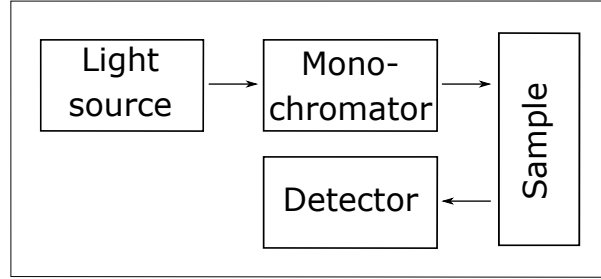 Light
source
Mono-
chromator
Sample
Detector